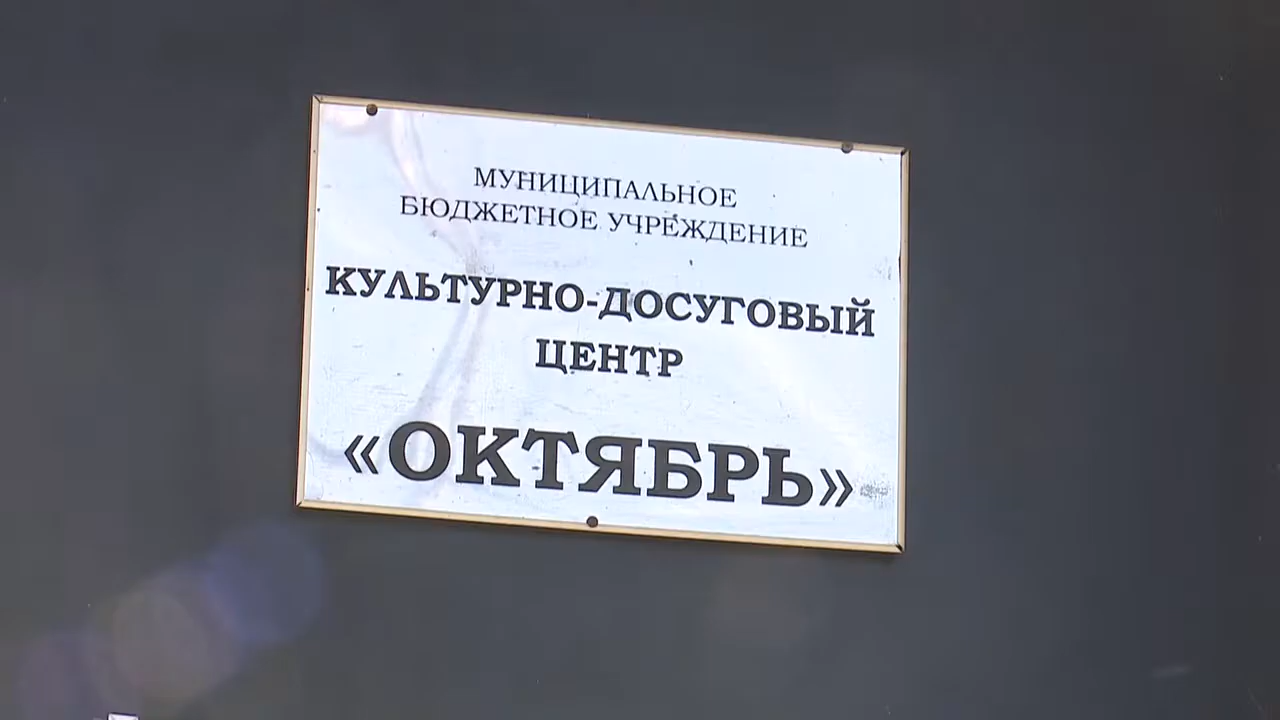 МУНИЦИПАЛЬНОЕ
БЮДЖЕТНОЕ УЧРЕЖДЕНИЕ
КУЛЬТУРНО-ДОСУГОВЫЙ
ЦЕНТР
«ОКТЯБРЬ»